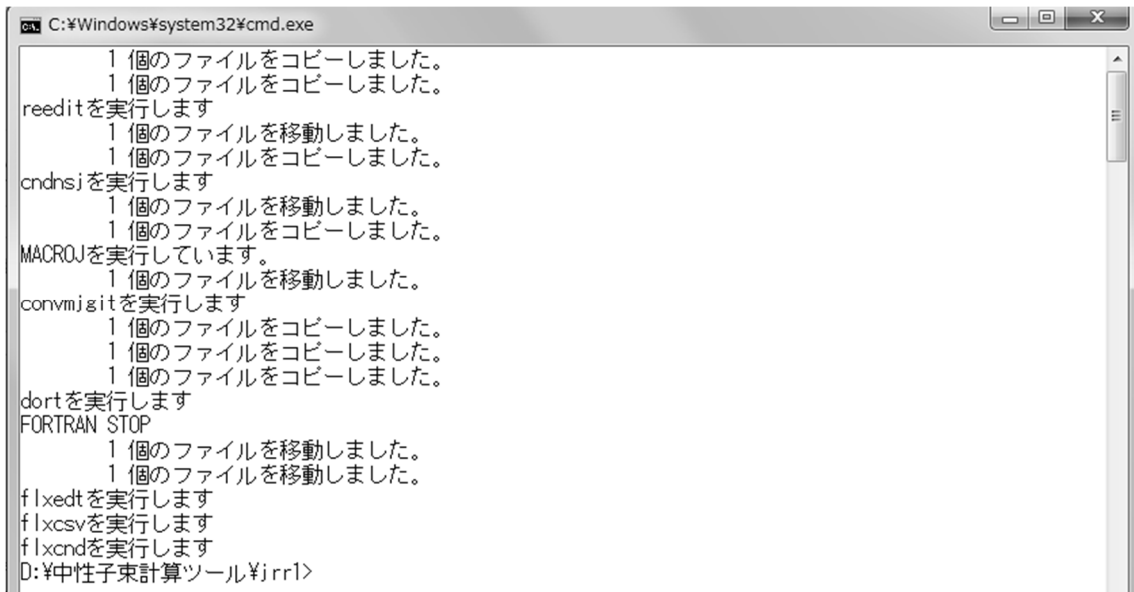 C:¥Windows¥system32¥cmd.exe
1 個のファイルをコピーしました。
1 個のファイルをコピーしました。
reeditを実行します
1 個のファイルを移動しました。
1 個のファイルをコピーしました。
cndnsjを実行します
1 個のファイルを移動しました。
1 個のファイルをコピーしました。
MACROJを実行しています。
1 個のファイルを移動しました。
convmjgitを実行します
1 個のファイルをコピーしました。
1 個のファイルをコピーしました。
1 個のファイルをコピーしました。
dortを実行します
FORTRAN STOP
1 個のファイルを移動しました。
1 個のファイルを移動しました。
flxedtを実行します
flxcsvを実行します
flxcndを実行します
D:¥中性子束計算ツール¥jrr1>